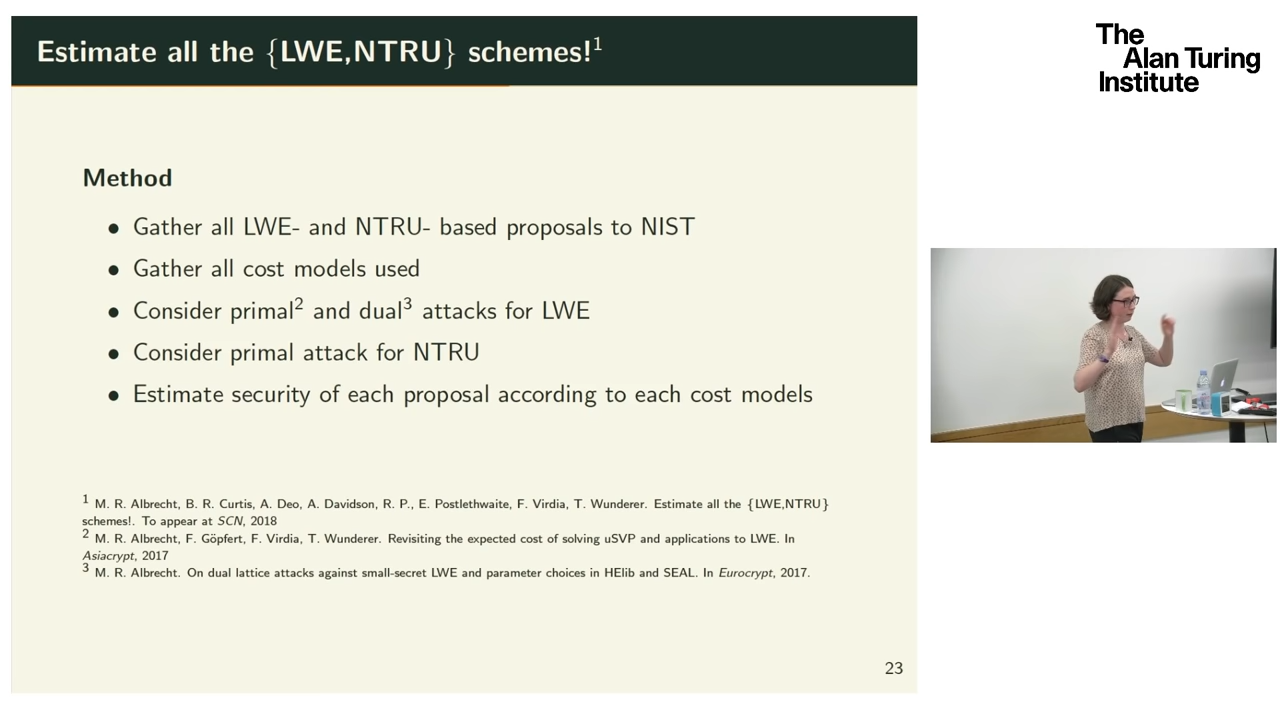 Estimate all the {LWE,NTRU} schemes!¹
The
Alan Turing
Institute
Method
• Gather all LWE- and NTRU- based proposals to NIST
• Gather all cost models used
• Consider primal² and dual³ attacks for LWE
• Consider primal attack for NTRU
• Estimate security of each proposal according to each cost models
¹ M. R. Albrecht, B. R. Curtis, A. Deo, A. Davidson, R. P., E. Postlethwaite, F. Virdia, T. Wunderer. Estimate all the {LWE,NTRU}
schemes!. To appear at SCN, 2018
² M. R. Albrecht, F. Göpfert, F. Virdia, T. Wunderer. Revisiting the expected cost of solving uSVP and applications to LWE. In
Asiacrypt, 2017
³ M. R. Albrecht. On dual lattice attacks against small-secret LWE and parameter choices in HElib and SEAL. In Eurocrypt, 2017.
23